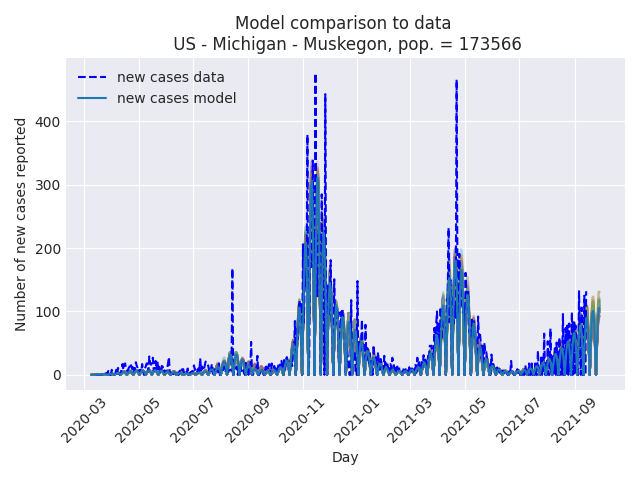 Model comparison to data
US - Michigan - Muskegon, pop. = 173566
new cases data
new cases model
Number of new cases reported
400
300
200
100
0
2020-03
2020-05
2020-07
2020-09
2020-11
2021-01
2021-03
2021-05
2021-07
2021-09
Day